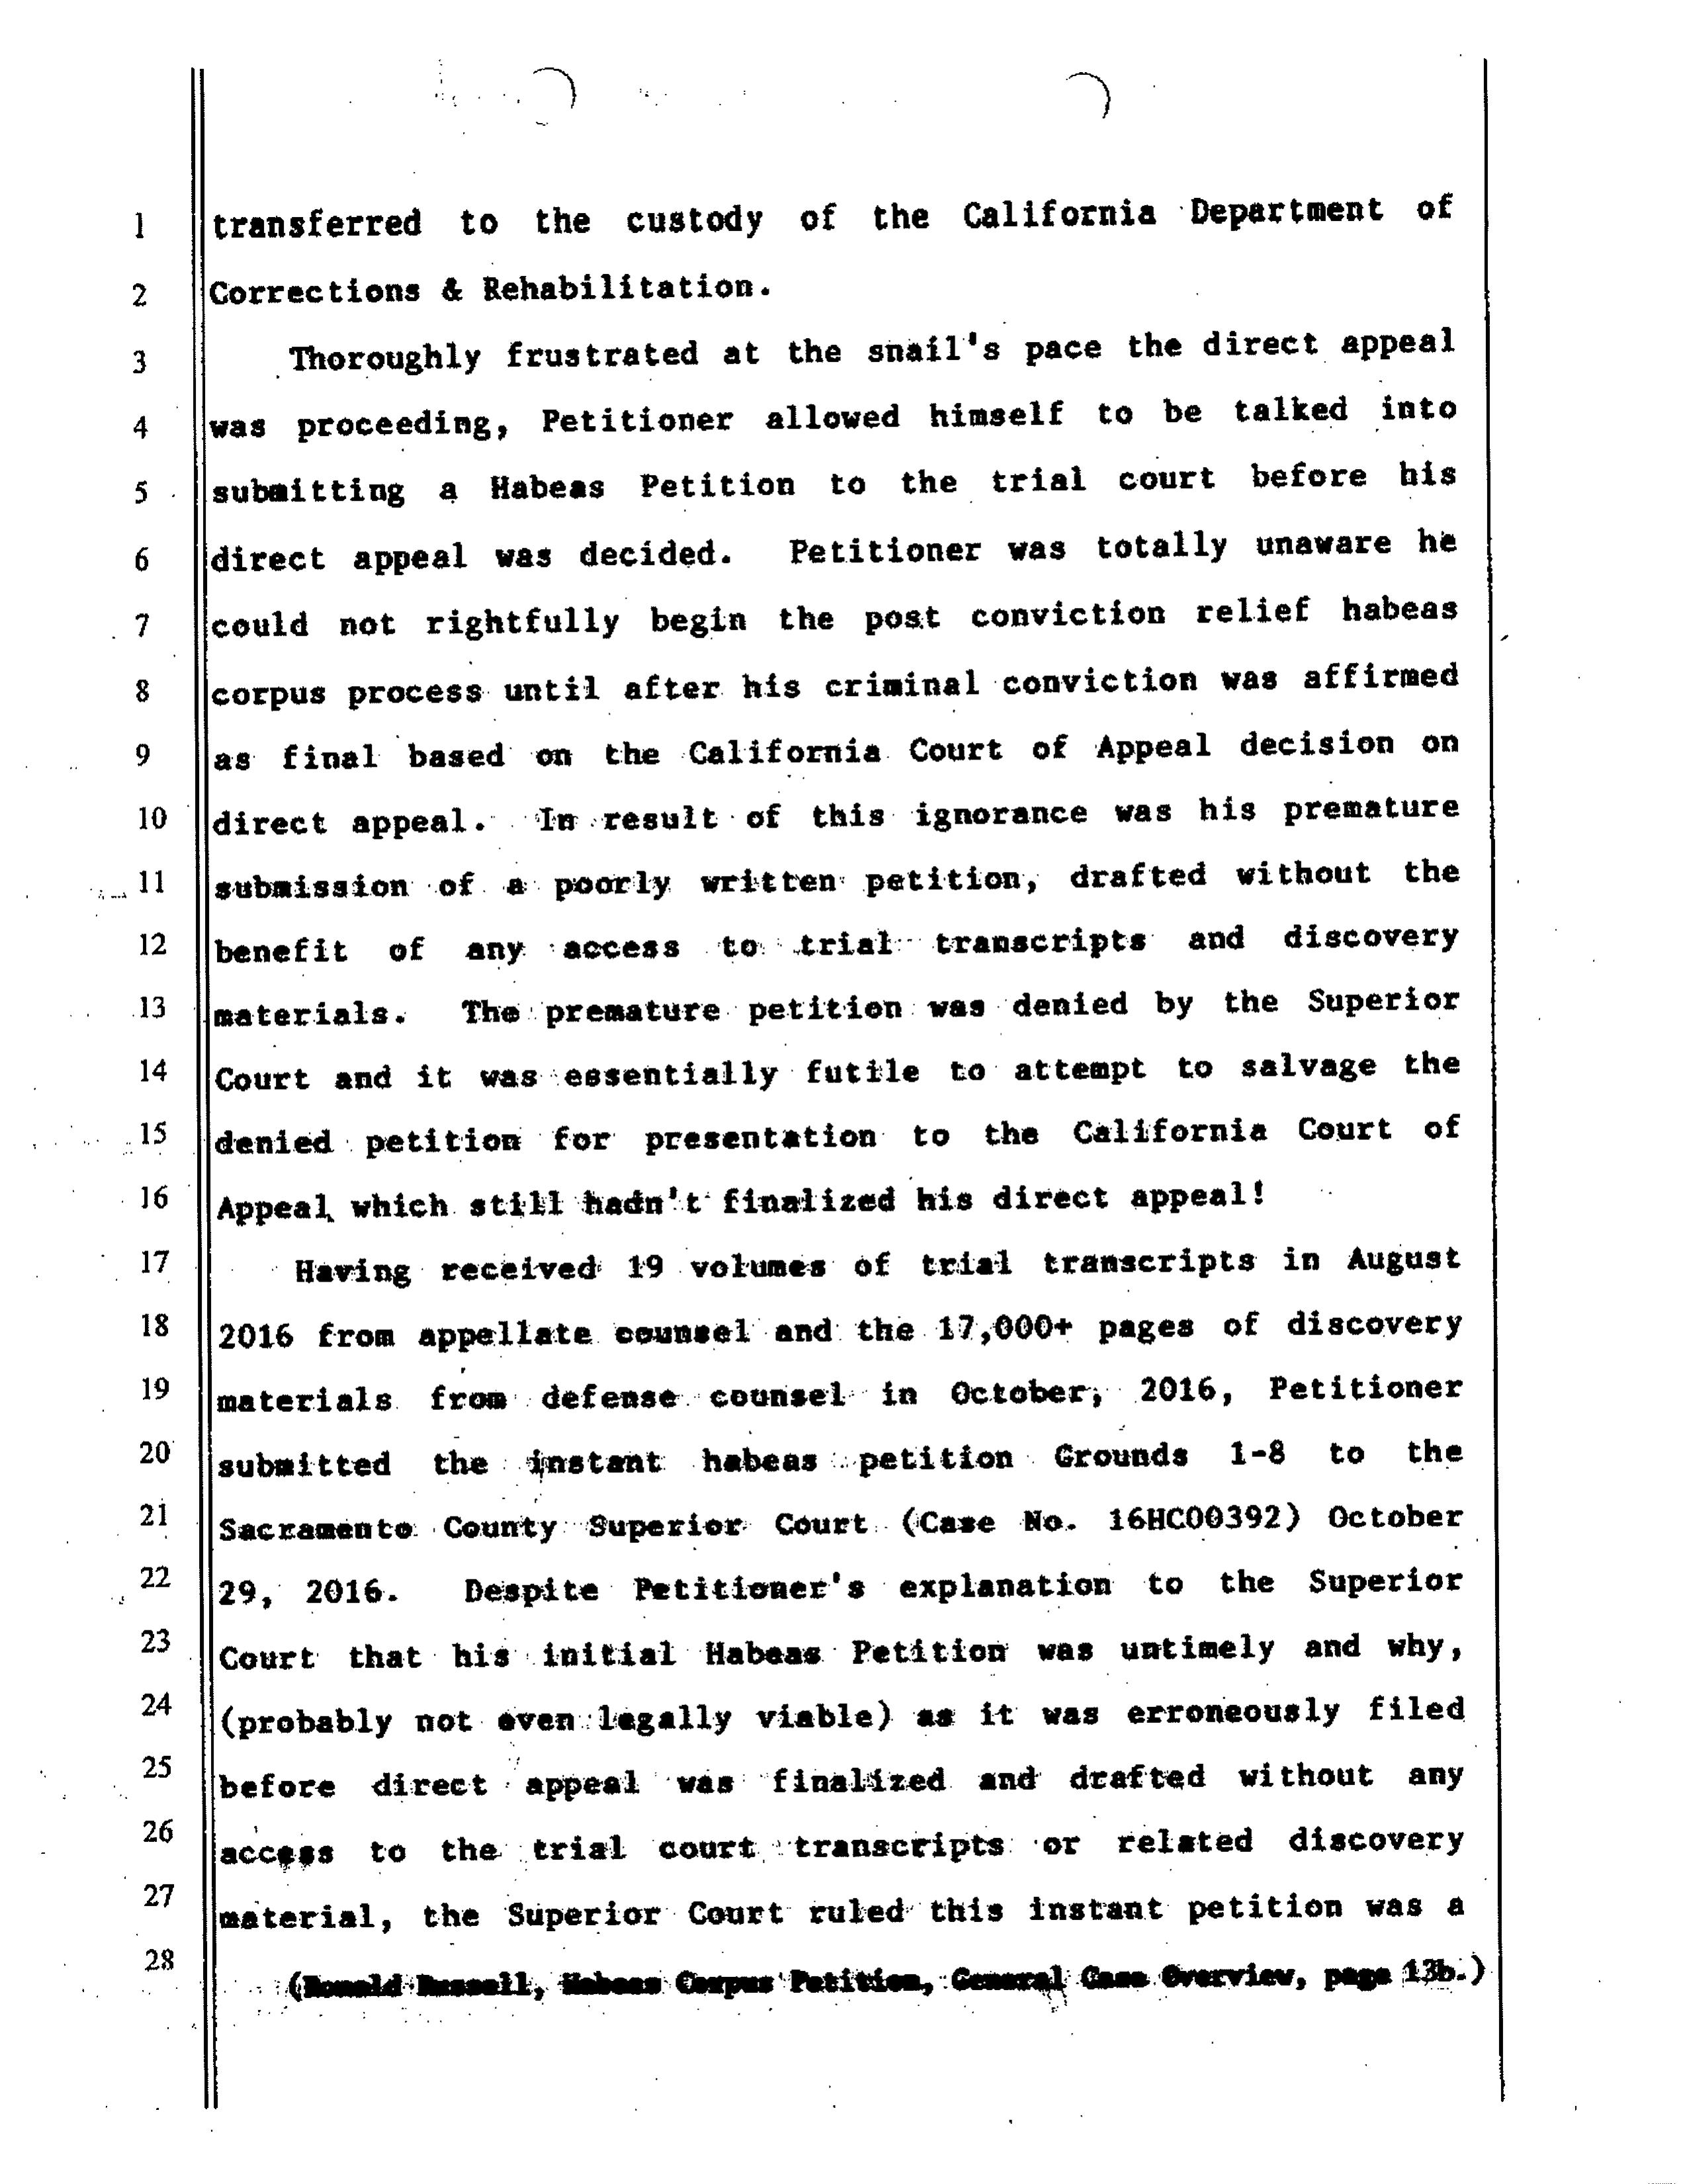 1 transferred to the custody of the California Department of
2 Corrections & Rehabilitation.
3 Thoroughly frustrated at the snail's pace the direct appeal
4 was proceeding, Petitioner allowed himself to be talked into
5 submitting a Habeas Petition to the trial court before his
6 direct appeal was decided. Petitioner was totally unaware he
7 could not rightfully begin the post conviction relief habeas
8 corpus process until after his criminal conviction was affirmed
9 as final based on the California Court of Appeal decision on
10 direct appeal. In result of this ignorance was his premature
11 submission of a poorly written petition, drafted without the
12 benefit of any access to trial transcripts and discovery
13 materials. The premature petition was denied by the Superior
14 Court and it was essentially futile to attempt to salvage the
15 denied petition for presentation to the California Court of
16 Appeal which still hadn't finalized his direct appeal!
17 Having received 19 volumes of trial transcripts in August
18 2016 from appellate counsel and the 17,000+ pages of discovery
19 materials from defense counsel in October, 2016, Petitioner
20 submitted the instant habeas petition Grounds 1-8 to the
21 Sacramento County Superior Court (Case No. 16HC00392) October
22 29, 2016. Despite Petitioner's explanation to the Superior
23 Court that his initial Habeas Petition was untimely and why,
24 (probably not even legally viable) as it was erroneously filed
25 before direct appeal was finalized and drafted without any
26 access to the trial court transcripts or related discovery
27 material, the Superior Court ruled this instant petition was a
28 (Ronald Russell, Habeas Corpus Petition, General Case Overview, page 13b.)